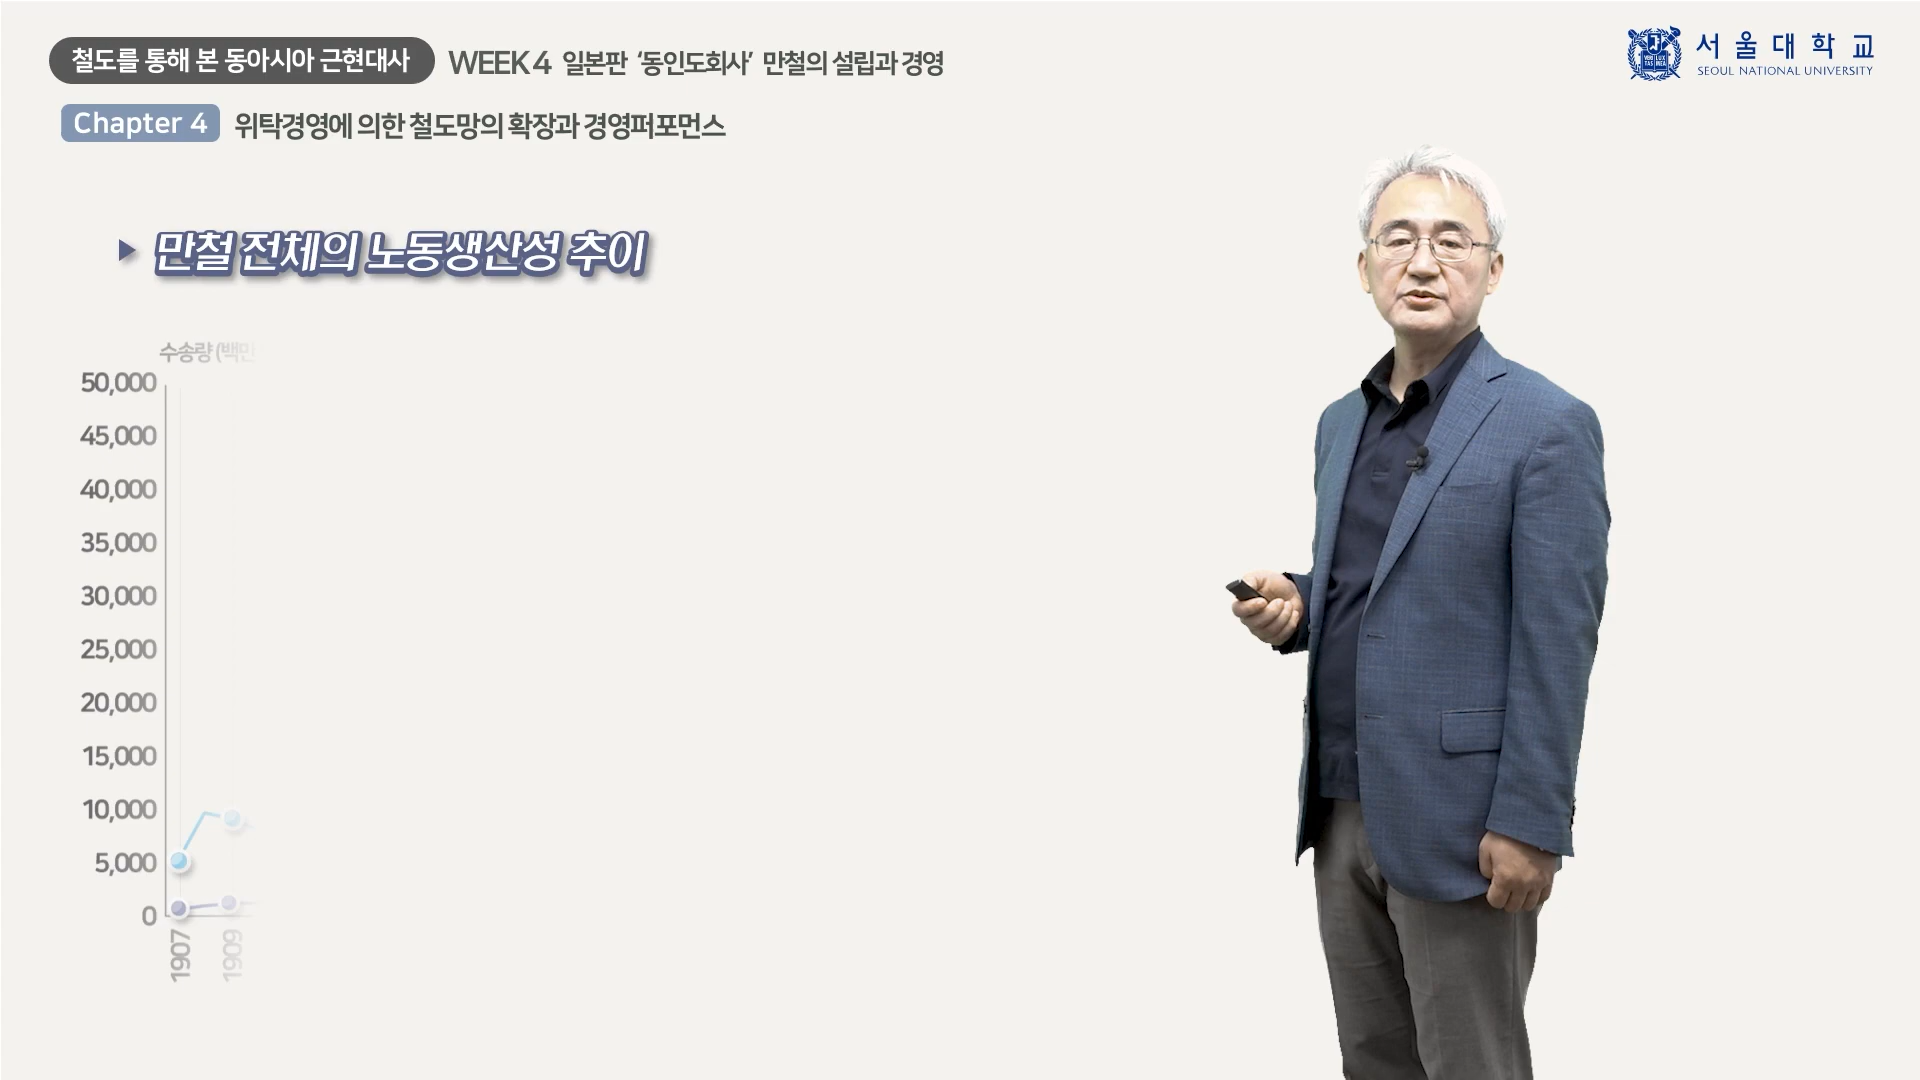 철도를 통해 본 동아시아 근현대사 WEEK 4 일본판 ‘동인도회사’ 만철의 설립과 경영
서울대학교
SEOUL NATIONAL UNIVERSITY
Chapter 4 위탁경영에 의한 철도망의 확장과 경영퍼포먼스
만철 전체의 노동생산성 추이
수송량
50,000
45,000
40,000
35,000
30,000
25,000
20,000
15,000
10,000
5,000
0
1907
1909